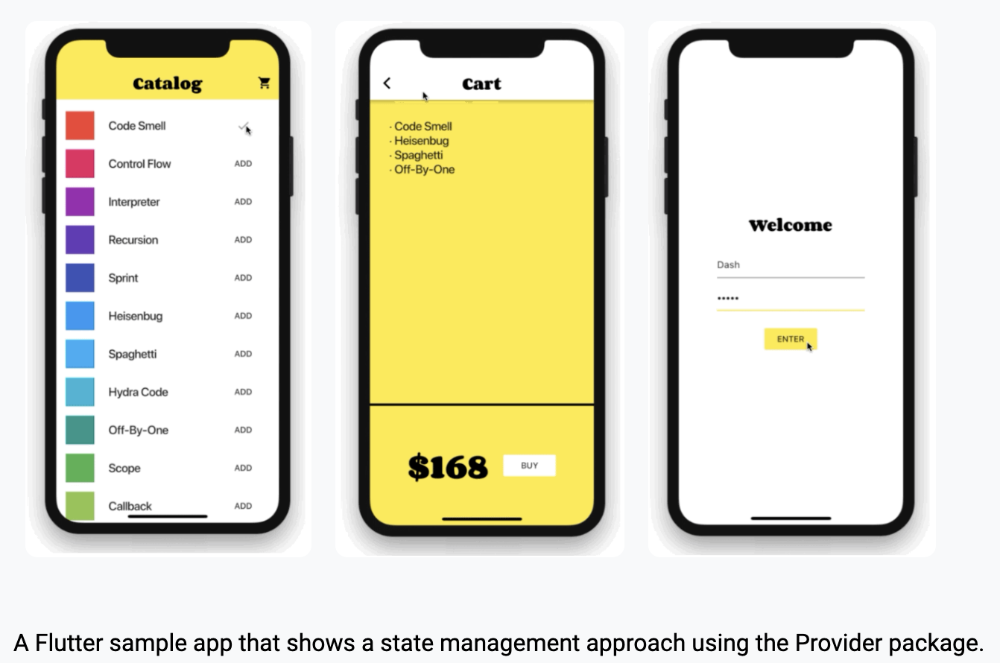 Catalog
Code Smell
Control Flow ADD
Interpreter ADD
Recursion ADD
Sprint ADD
Heisenbug ADD
Spaghetti ADD
Hydra Code ADD
Off-By-One ADD
Scope ADD
Callback ADD
Cart
· Code Smell
· Heisenbug
· Spaghetti
· Off-By-One
$168 BUY
Welcome
Dash
•••••
ENTER
A Flutter sample app that shows a state management approach using the Provider package.